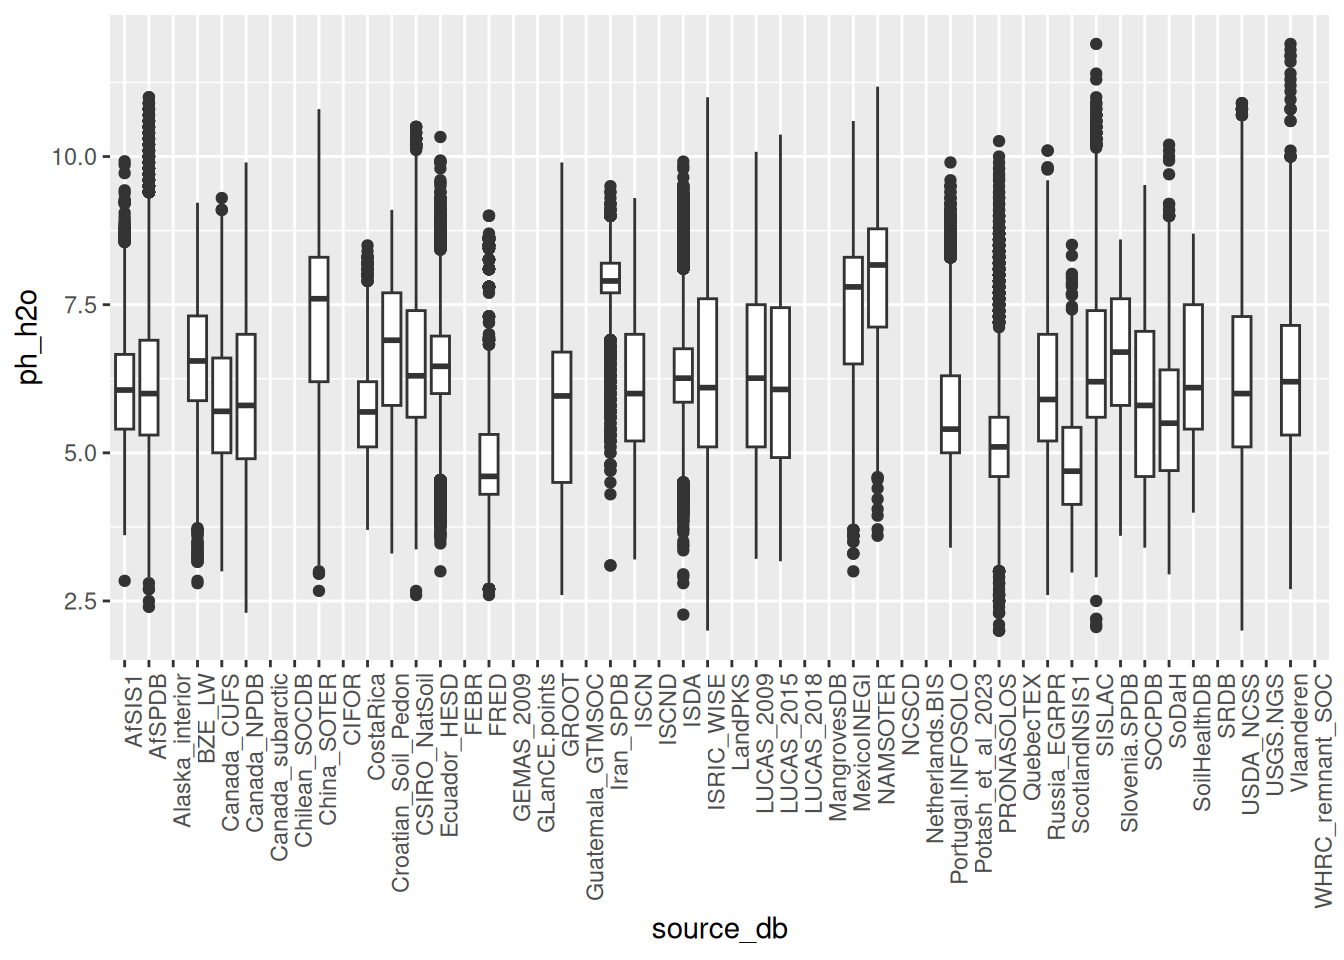 10.0
7.5
5.0
2.5
ph_h2o
AfSIS1
AfSPDB
Alaska_interior
BZE_LW
Canada_CUFS
Canada_NPDB
Canada_subarctic
Chilean_SOCDB
China_SOTER
CIFOR
CostaRica
Croatian_Soil_Pedon
CSIRO_NatSoil
Ecuador_HESD
FEBR
FRED
GEMAS_2009
GLanCE.points
GROOT
Guatemala_GTMSOC
Iran_SPDB
ISCN
ISCND
ISDA
ISRIC_WISE
LandPKS
LUCAS_2009
LUCAS_2015
LUCAS_2018
MangrovesDB
MexicoINEGI
NAMSOTER
NCSCD
Netherlands.BIS
Portugal.INFOSOLO
Potash_et_al_2023
PRONASOLOS
QuebecTEX
Russia_EGRPR
ScotlandNSIS1
SISLAC
Slovenia.SPDB
SOCPDB
SoDaH
SoilHealthDB
SRDB
USDA_NCSS
USGS.NGS
Vlaanderen
WHRC_remnant_SOC
source_db